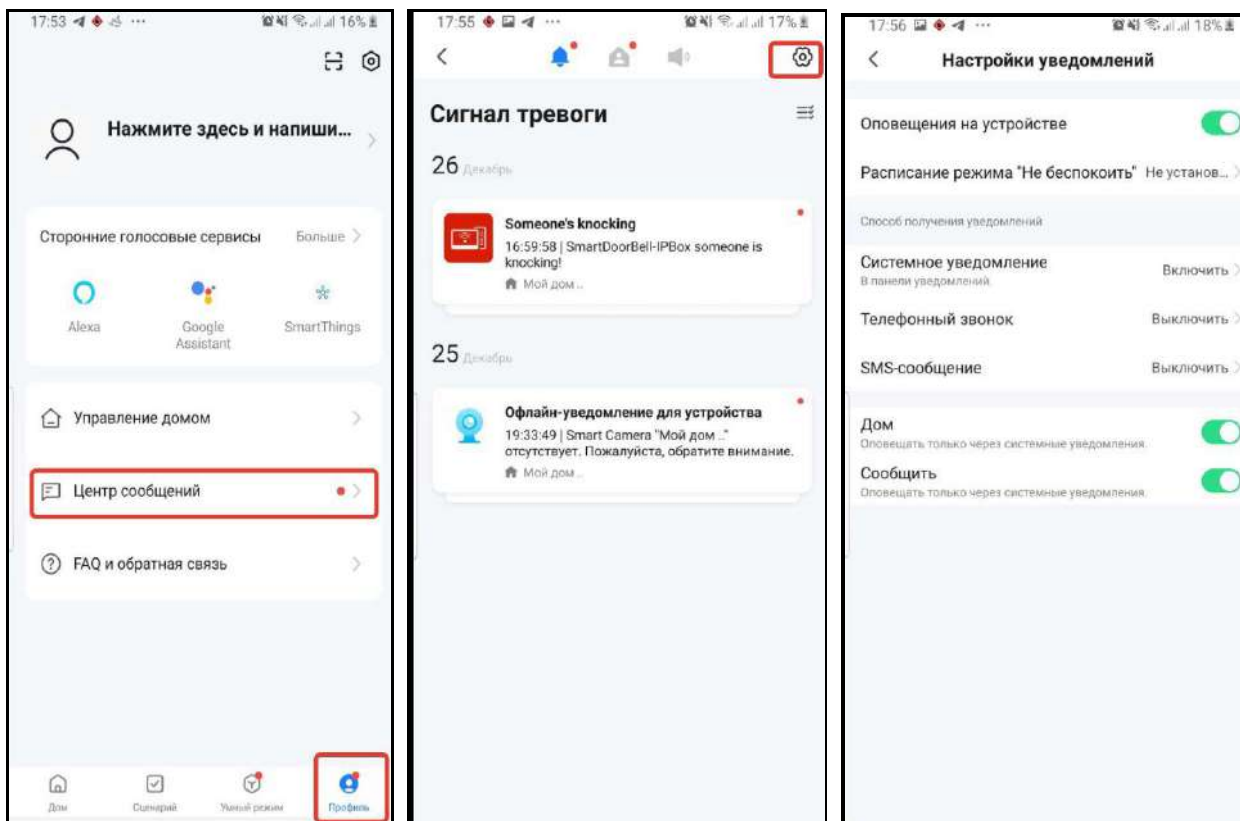 17:53 16%
Нажмите здесь и напиши...
Сторонние голосовые сервисы Больше
Alexa Google Assistant SmartThings
Управление домом
Центр сообщений
FAQ и обратная связь
Дом Сценарий Умный режим Профиль
17:55 17%
Сигнал тревоги
26 Декабрь
Someone's knocking
16:59:58 | SmartDoorBell-IPBox someone is
knocking!
Мой дом ..
25 Декабрь
Офлайн-уведомление для устройства
19:33:49 | Smart Camera "Мой дом .."
отсутствует. Пожалуйста, обратите внимание.
Мой дом ..
17:56 18%
Настройки уведомлений
Оповещения на устройстве
Расписание режима "Не беспокоить" Не установ...
Способ получения уведомлений
Системное уведомление Включить
В панели уведомлений.
Телефонный звонок Выключить
SMS-сообщение Выключить
Дом
Оповещать только через системные уведомления.
Сообщить
Оповещать только через системные уведомления.